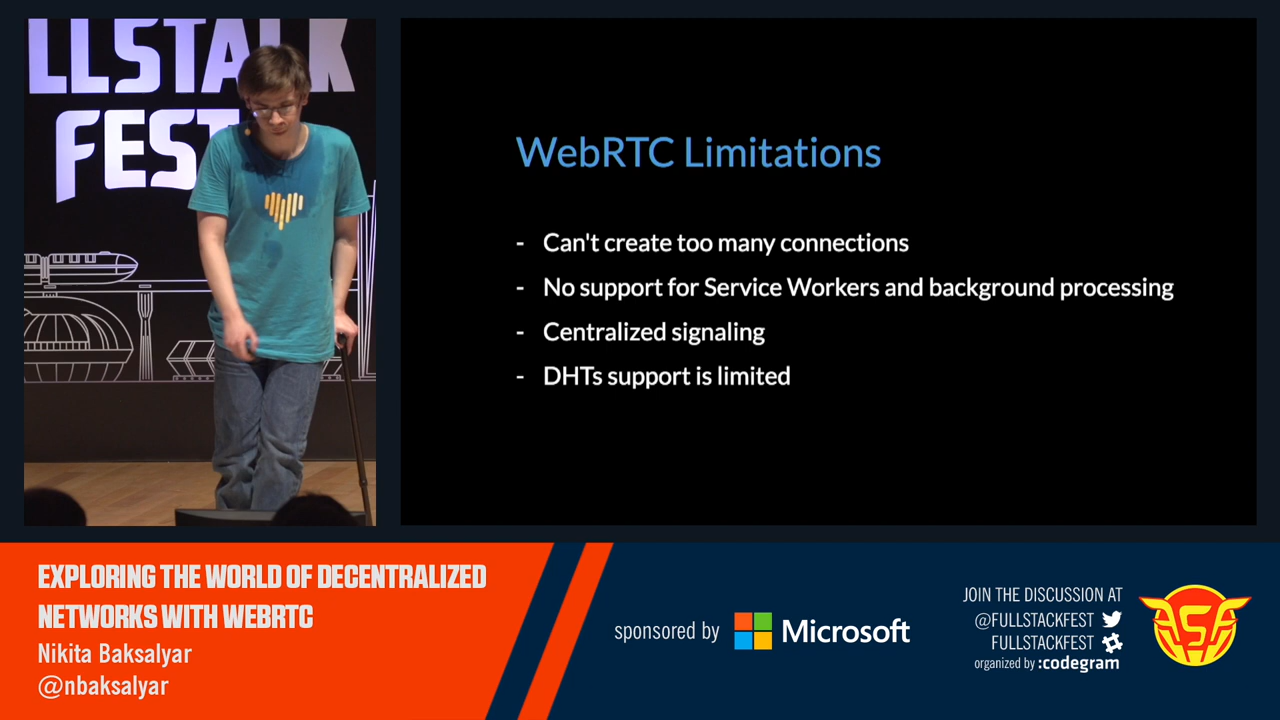 LLSTALK
FEST
WebRTC Limitations
- Can't create too many connections
- No support for Service Workers and background processing
- Centralized signaling
- DHTs support is limited
EXPLORING THE WORLD OF DECENTRALIZED
NETWORKS WITH WEBRTC
Nikita Baksalyar
@nbaksalyar
sponsored by Microsoft
JOIN THE DISCUSSION AT
@FULLSTACKFEST
FULLSTACKFEST
organized by :codegram
FSF